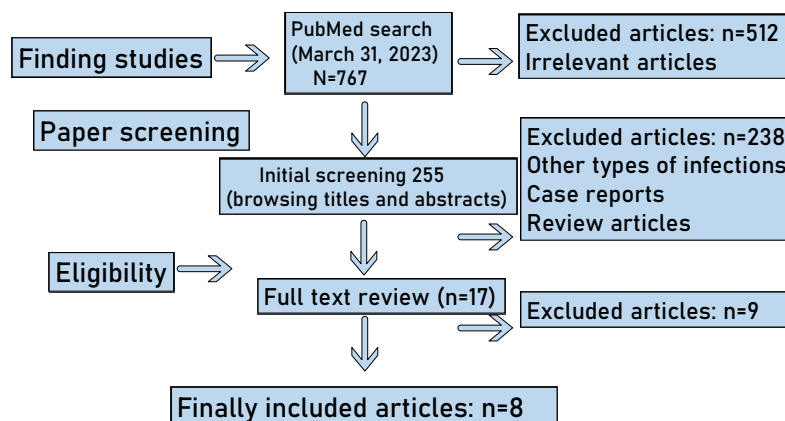 Finding studies
PubMed search
(March 31, 2023)
N=767
Excluded articles: n=512
Irrelevant articles
Paper screening
Initial screening 255
(browsing titles and abstracts)
Excluded articles: n=238
Other types of infections
Case reports
Review articles
Eligibility
Full text review (n=17)
Excluded articles: n=9
Finally included articles: n=8